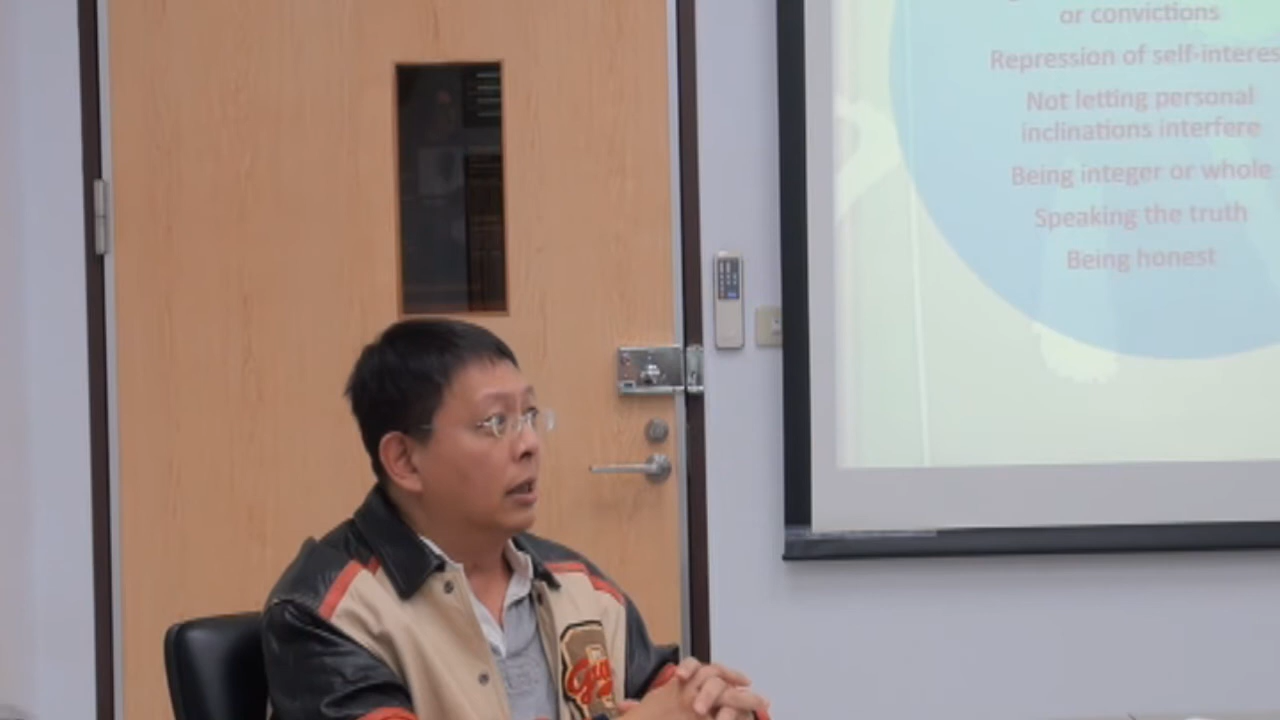 or convictions
Repression of self-interes
Not letting personal
inclinations interfere
Being integer or whole
Speaking the truth
Being honest